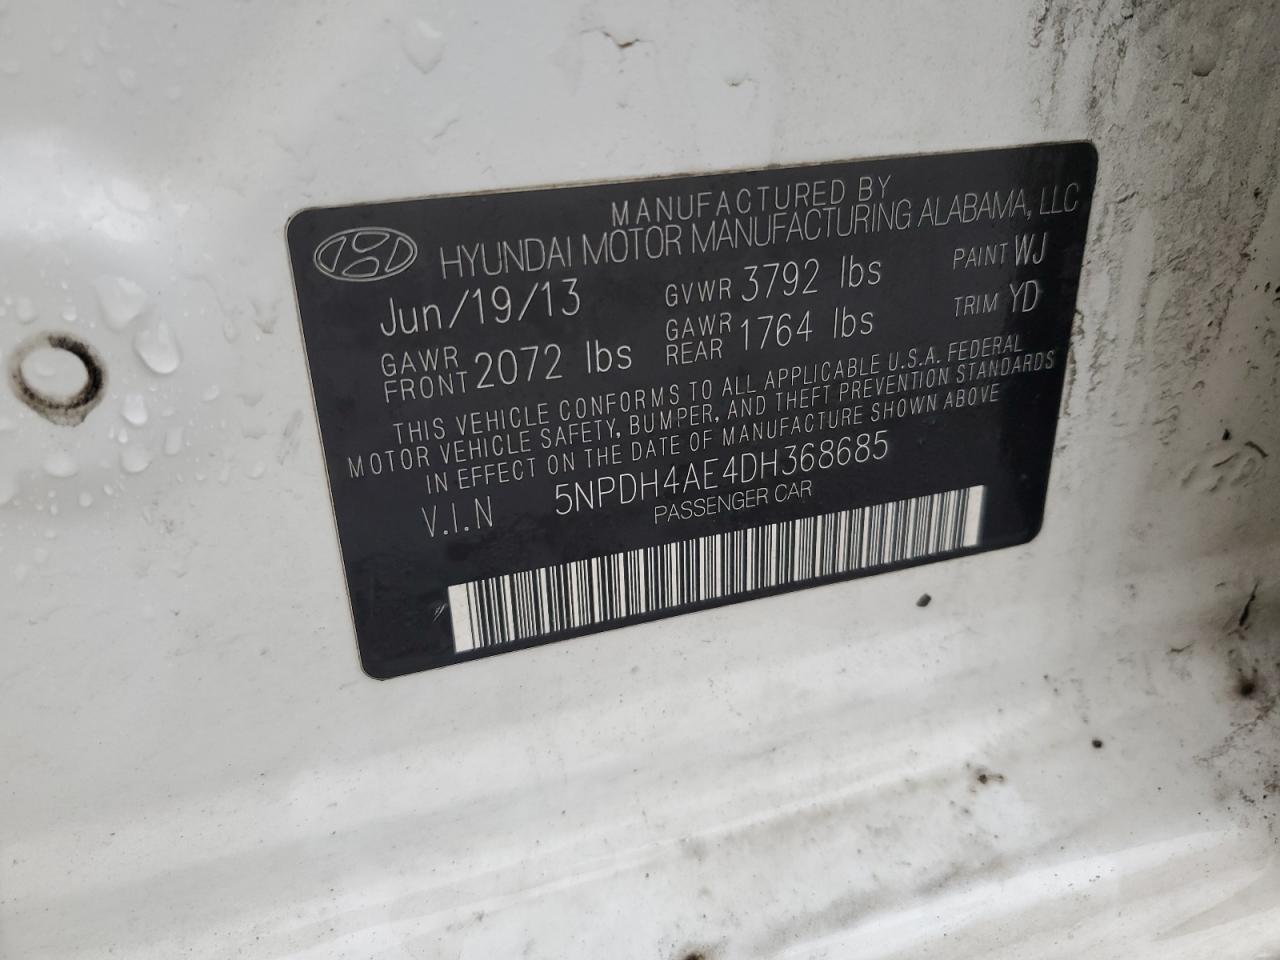 MANUFACTURED BY
HYUNDAI MOTOR MANUFACTURING ALABAMA, LLC
Jun/19/13 GVWR 3792 lbs PAINT WJ
GAWR FRONT 2072 lbs GAWR REAR 1764 lbs TRIM YD
THIS VEHICLE CONFORMS TO ALL APPLICABLE U.S.A. FEDERAL
MOTOR VEHICLE SAFETY, BUMPER, AND THEFT PREVENTION STANDARDS
IN EFFECT ON THE DATE OF MANUFACTURE SHOWN ABOVE
V.I.N 5NPDH4AE4DH368685
PASSENGER CAR